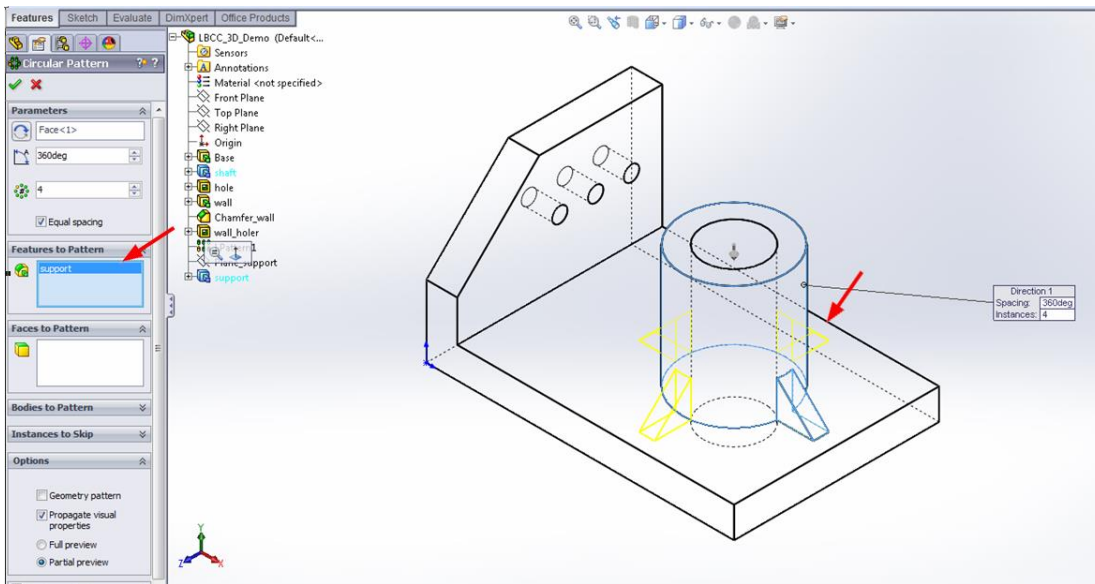 Features Sketch Evaluate DimXpert Office Products
Circular Pattern ? ?
Parameters
Face<1>
360deg
4
Equal spacing
Features to Pattern
support
Faces to Pattern
Bodies to Pattern
Instances to Skip
Options
Geometry pattern
Propagate visual
properties
Full preview
Partial preview
LBCC_3D_Demo (Default<...
Sensors
A Annotations
Material <not specified>
Front Plane
Top Plane
Right Plane
Origin
Base
shaft
hole
wall
Chamfer_wall
wall_holer
Plane_support
support
Direction 1
Spacing: 360deg
Instances: 4
Y
Z X